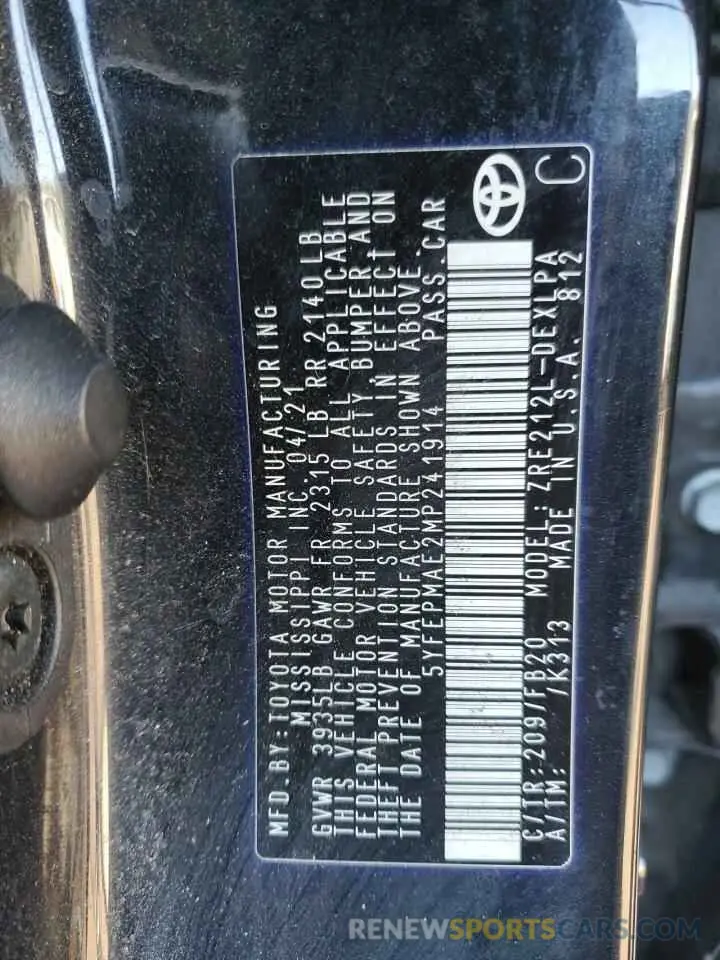 MFD.BY:TOYOTA MOTOR MANUFACTURING
MISSISSIPPI INC. 04/21
GVWR 3935LB GAWR FR 2315 LB RR 2140LB
THIS VEHICLE CONFORMS TO ALL APPLICABLE
FEDERAL MOTOR VEHICLE SAFETY, BUMPER,AND
THEFT PREVENTION STANDARDS IN EFFECT ON
THE DATE OF MANUFACTURE SHOWN ABOVE.
5YFEPMAE2MP241914 PASS.CAR
C/TR:209/FB20 MODEL:ZRE212L-DEXLPA
A/TM: /K313 MADE IN U.S.A. 812
C
RENEWSPORTSCARS.COM